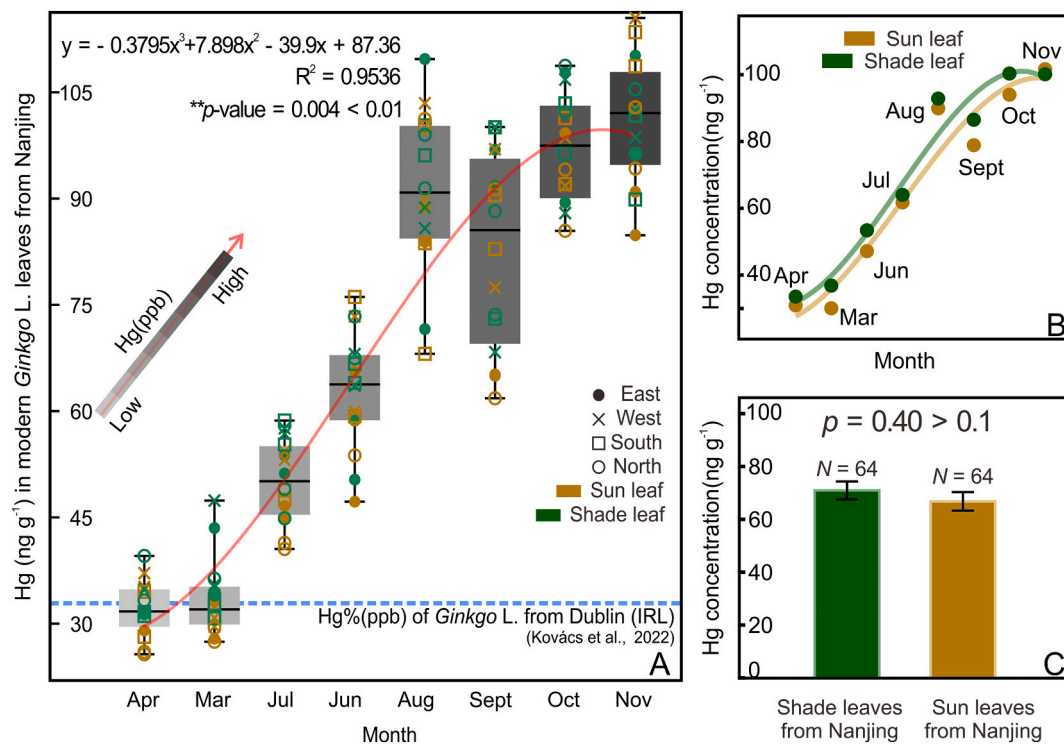 y = - 0.3795x³+7.898x² - 39.9x + 87.36
R² = 0.9536
**p-value = 0.004 < 0.01
Hg (ng g⁻¹) in modern Ginkgo L. leaves from Nanjing
105
90
75
60
45
30
Hg(ppb)
Low
High
East
West
South
North
Sun leaf
Shade leaf
Hg%(ppb) of Ginkgo L. from Dublin (IRL)
(Kovács et al., 2022)
A
Apr Mar Jul Jun Aug Sept Oct Nov
Month
Sun leaf
Shade leaf
Hg concentration(ng g⁻¹)
100
80
60
40
Apr
Mar
Jul
Jun
Aug
Sept
Oct
Nov
B
Month
Hg concentration(ng g⁻¹)
100
80
60
40
20
0
p = 0.40 > 0.1
N = 64
N = 64
C
Shade leaves
from Nanjing
Sun leaves
from Nanjing